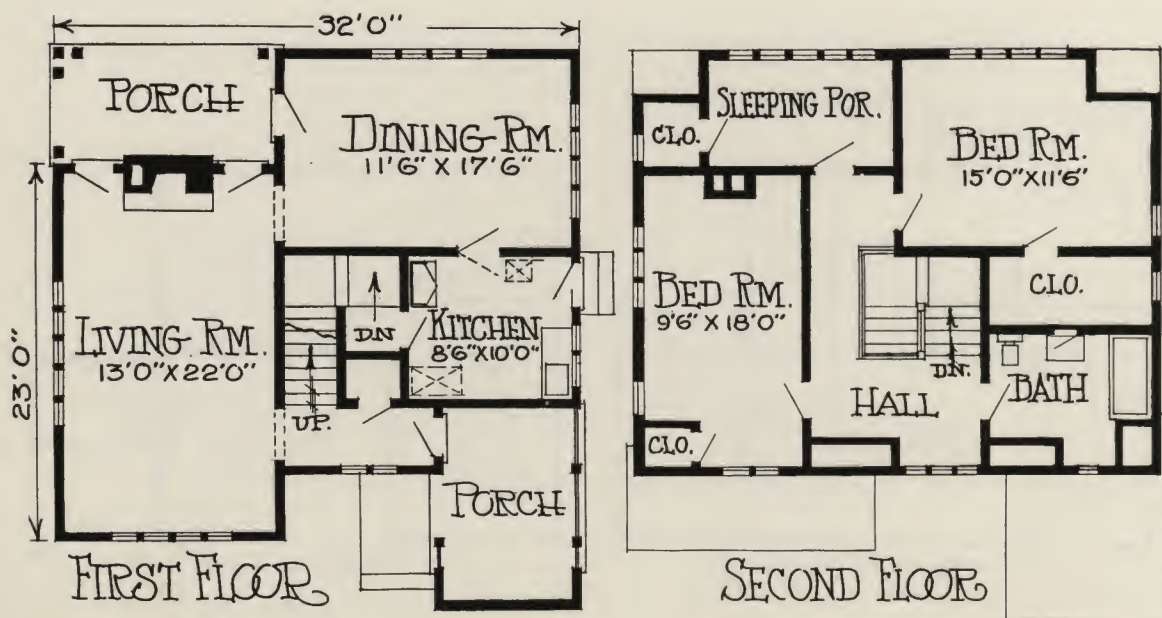 32'0"
PORCH
DINING RM.
11'6" X 17'6"
LIVING RM.
13'0" X 22'0"
23'0"
DN
KITCHEN
8'6"X10'0"
UP.
PORCH
FIRST FLOOR
SLEEPING POR.
CLO.
BED RM.
15'0"X11'6"
BED RM.
9'6" X 18'0"
CLO.
DN.
HALL
BATH
CLO.
SECOND FLOOR